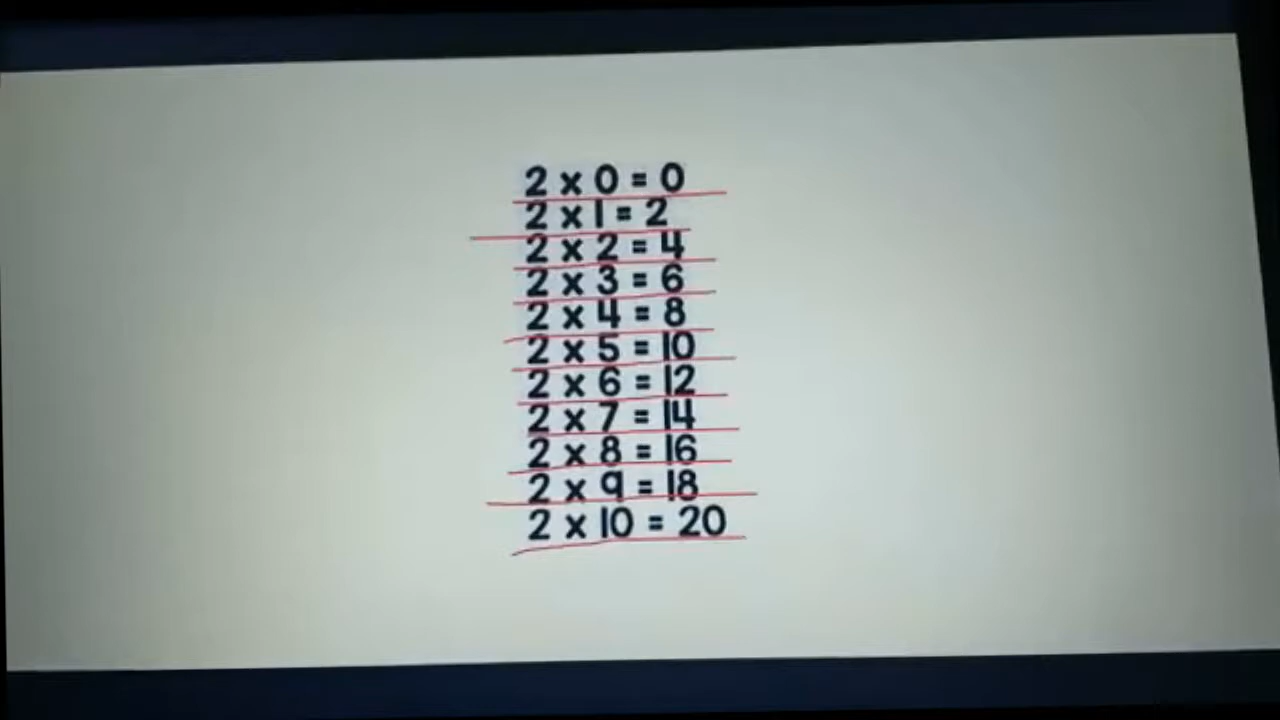 2 x 0 = 0
2 x 1 = 2
2 x 2 = 4
2 x 3 = 6
2 x 4 = 8
2 x 5 = 10
2 x 6 = 12
2 x 7 = 14
2 x 8 = 16
2 x 9 = 18
2 x 10 = 20